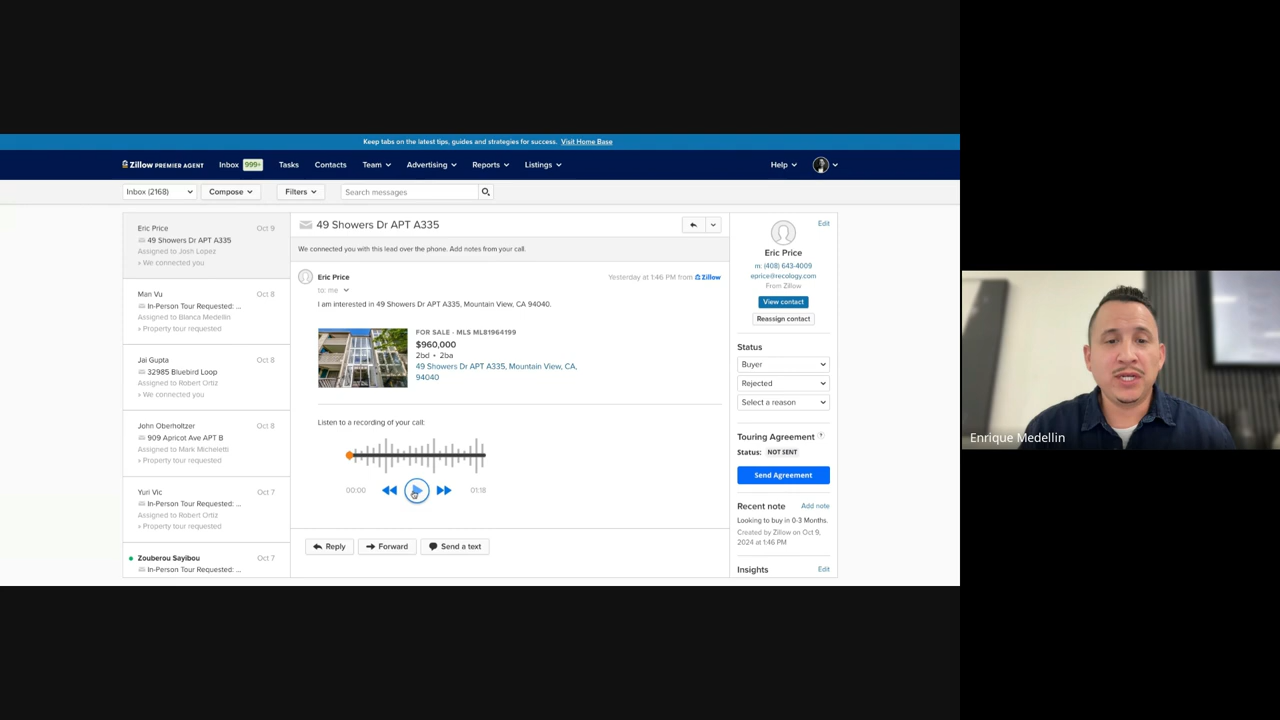 Keep tabs on the latest tips, guides and strategies for success. Visit Home Base
Zillow PREMIER AGENT Inbox 999+ Tasks Contacts Team Advertising Reports Listings Help
Inbox (2168) Compose Filters Search messages
Eric Price Oct 9
49 Showers Dr APT A335
Assigned to Josh Lopez
» We connected you
Man Vu Oct 8
In-Person Tour Requested: ...
Assigned to Blanca Medellin
» Property tour requested
Jai Gupta Oct 8
32985 Bluebird Loop
Assigned to Robert Ortiz
» We connected you
John Oberholtzer Oct 8
909 Apricot Ave APT B
Assigned to Mark Micheletti
» Property tour requested
Yuri Vic Oct 7
In-Person Tour Requested: ...
Assigned to Robert Ortiz
» Property tour requested
Zouberou Sayibou Oct 7
In-Person Tour Requested: ...
49 Showers Dr APT A335
We connected you with this lead over the phone. Add notes from your call.
Eric Price Yesterday at 1:46 PM from Zillow
to: me
I am interested in 49 Showers Dr APT A335, Mountain View, CA 94040.
FOR SALE - MLS ML81964199
$960,000
2bd • 2ba
49 Showers Dr APT A335, Mountain View, CA,
94040
Listen to a recording of your call:
00:00 01:18
Reply Forward Send a text
Edit
Eric Price
m: (408) 643-4009
eprice@recology.com
From Zillow
View contact
Reassign contact
Status
Buyer
Rejected
Select a reason
Touring Agreement ?
Status: NOT SENT
Send Agreement
Recent note Add note
Looking to buy in 0-3 Months.
Created by Zillow on Oct 9,
2024 at 1:46 PM
Insights Edit
Enrique Medellin